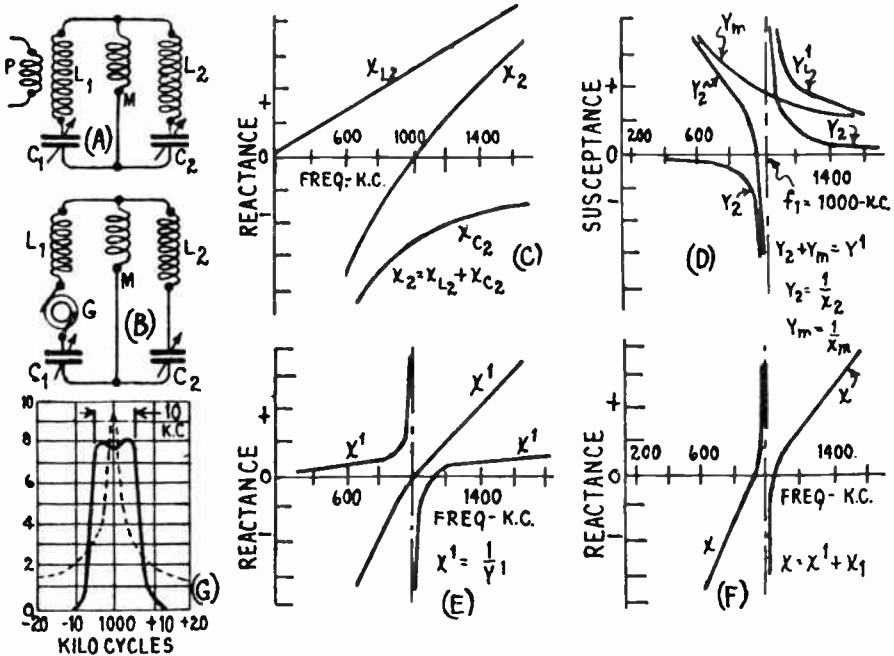 P
L1
M
L2
C1
(A)
C2
L1
M
L2
G
(B)
C1
C2
10
K.C
10
8
6
4
2
0
-20 -10 1000 +10 +20
KILO CYCLES
(G)
REACTANCE
+
0
-
XL2
X2
600 1000 1400
FREQ.- K.C.
XC2
X2=XL2+XC2
(C)
SUSCEPTANCE
+
0
-
Ym
Y2
Y1
Y2
200 600
1400
Y2
f1=1000-K.C.
(D)
Y2+Ym=Y1
Y2=1/X2
Ym=1/Xm
REACTANCE
+
0
-
X1
X1
X1
600 1400
FREQ-K.C.
X1=1/Y1
(E)
REACTANCE
+
0
-
X
200 600 1400.
FREQ-K.C.
X
X=X1+X1
(F)